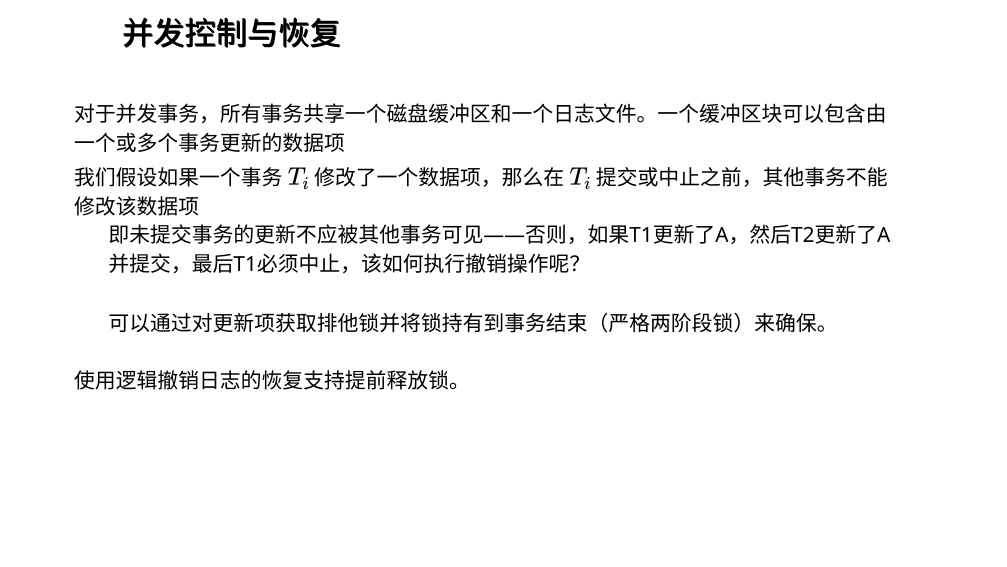 并发控制与恢复
对于并发事务，所有事务共享一个磁盘缓冲区和一个日志文件。一个缓冲区块可以包含由
一个或多个事务更新的数据项
我们假设如果一个事务 Ti 修改了一个数据项，那么在 Ti 提交或中止之前，其他事务不能
修改该数据项
即未提交事务的更新不应被其他事务可见——否则，如果T1更新了A，然后T2更新了A
并提交，最后T1必须中止，该如何执行撤销操作呢？
可以通过对更新项获取排他锁并将锁持有到事务结束（严格两阶段锁）来确保。
使用逻辑撤销日志的恢复支持提前释放锁。